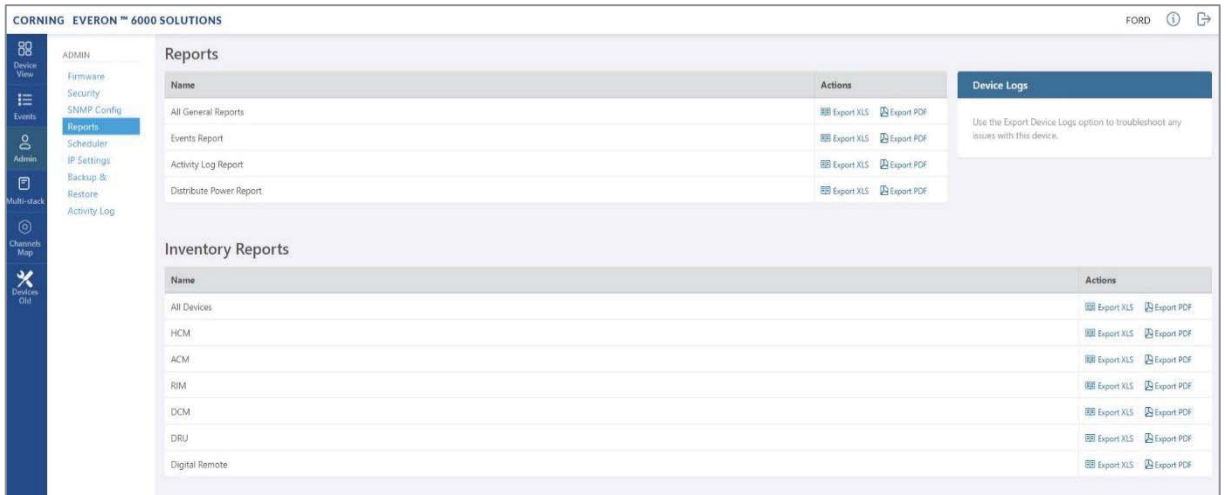 CORNING EVERON ™ 6000 SOLUTIONS
FORD
Device
View
Events
Admin
Multi-stack
Channels
Map
Devices
Old
ADMIN
Firmware
Security
SNMP Config
Reports
Scheduler
IP Settings
Backup &
Restore
Activity Log
Reports
Name Actions
All General Reports Export XLS Export PDF
Events Report Export XLS Export PDF
Activity Log Report Export XLS Export PDF
Distribute Power Report Export XLS Export PDF
Device Logs
Use the Export Device Logs option to troubleshoot any
issues with this device.
Inventory Reports
Name Actions
All Devices Export XLS Export PDF
HCM Export XLS Export PDF
ACM Export XLS Export PDF
RIM Export XLS Export PDF
DCM Export XLS Export PDF
DRU Export XLS Export PDF
Digital Remote Export XLS Export PDF